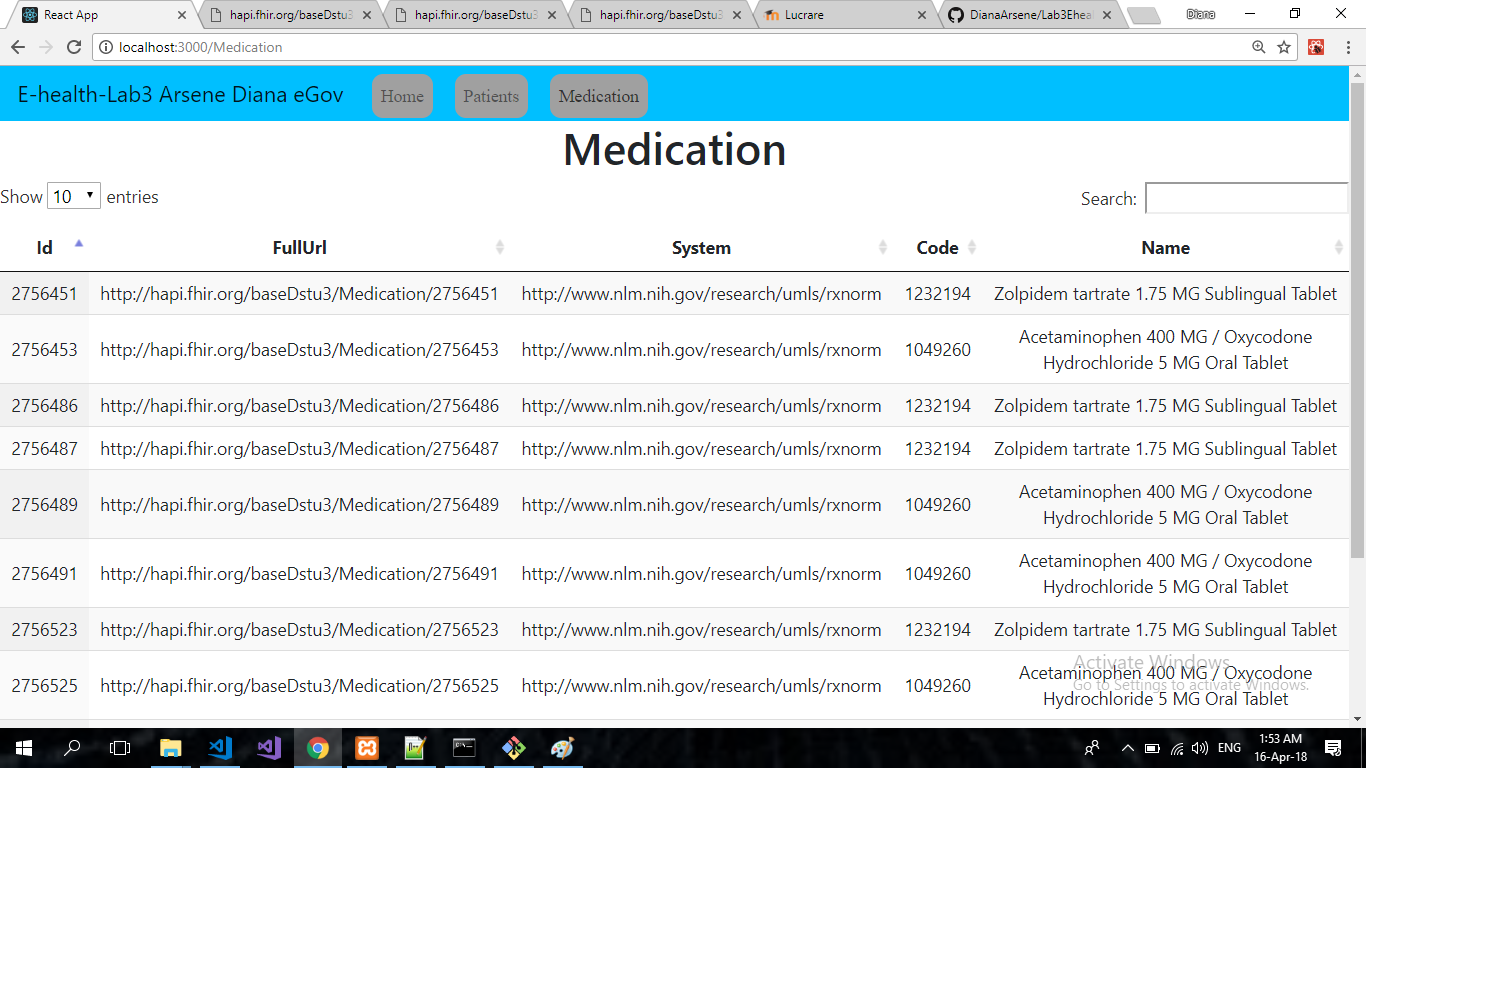 React App
hapi.fhir.org/baseDstu3
hapi.fhir.org/baseDstu3
hapi.fhir.org/baseDstu3
Lucrare
DianaArsene/Lab3Eheal
Diana
localhost:3000/Medication
E-health-Lab3 Arsene Diana eGov Home Patients Medication
Medication
Show 10 entries Search:
Id FullUrl System Code Name
2756451 http://hapi.fhir.org/baseDstu3/Medication/2756451 http://www.nlm.nih.gov/research/umls/rxnorm 1232194 Zolpidem tartrate 1.75 MG Sublingual Tablet
2756453 http://hapi.fhir.org/baseDstu3/Medication/2756453 http://www.nlm.nih.gov/research/umls/rxnorm 1049260 Acetaminophen 400 MG / Oxycodone
Hydrochloride 5 MG Oral Tablet
2756486 http://hapi.fhir.org/baseDstu3/Medication/2756486 http://www.nlm.nih.gov/research/umls/rxnorm 1232194 Zolpidem tartrate 1.75 MG Sublingual Tablet
2756487 http://hapi.fhir.org/baseDstu3/Medication/2756487 http://www.nlm.nih.gov/research/umls/rxnorm 1232194 Zolpidem tartrate 1.75 MG Sublingual Tablet
2756489 http://hapi.fhir.org/baseDstu3/Medication/2756489 http://www.nlm.nih.gov/research/umls/rxnorm 1049260 Acetaminophen 400 MG / Oxycodone
Hydrochloride 5 MG Oral Tablet
2756491 http://hapi.fhir.org/baseDstu3/Medication/2756491 http://www.nlm.nih.gov/research/umls/rxnorm 1049260 Acetaminophen 400 MG / Oxycodone
Hydrochloride 5 MG Oral Tablet
2756523 http://hapi.fhir.org/baseDstu3/Medication/2756523 http://www.nlm.nih.gov/research/umls/rxnorm 1232194 Zolpidem tartrate 1.75 MG Sublingual Tablet
2756525 http://hapi.fhir.org/baseDstu3/Medication/2756525 http://www.nlm.nih.gov/research/umls/rxnorm 1049260 Acetaminophen 400 MG / Oxycodone
Hydrochloride 5 MG Oral Tablet
Activate Windows
Go to Settings to activate Windows.
ENG
1:53 AM
16-Apr-18